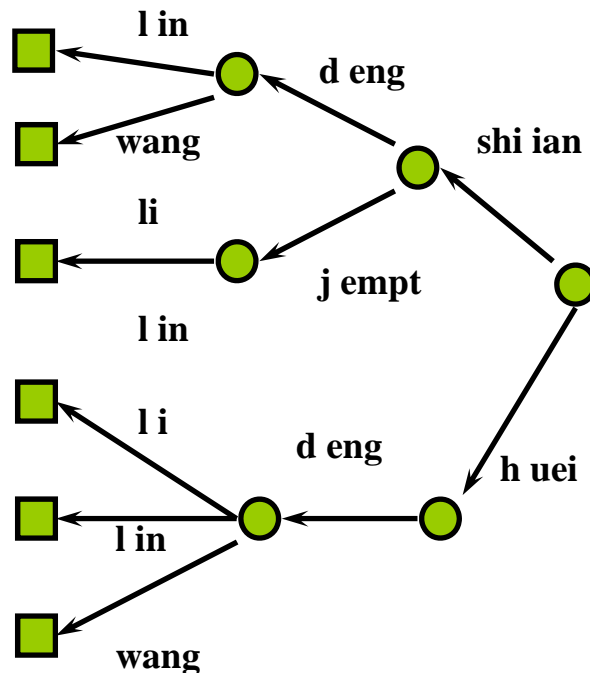 l in
d eng
wang
shi ian
li
j empt
l in
l i
d eng
h uei
l in
wang